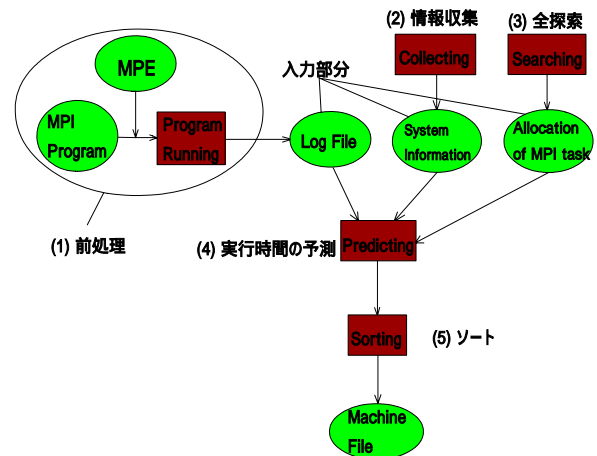 (2) 情報収集
(3) 全探索
MPE
入力部分
Collecting
Searching
MPI
Program
Program
Running
Log File
System
Information
Allocation
of MPI task
(1) 前処理
(4) 実行時間の予測
Predicting
Sorting
(5) ソート
Machine
File